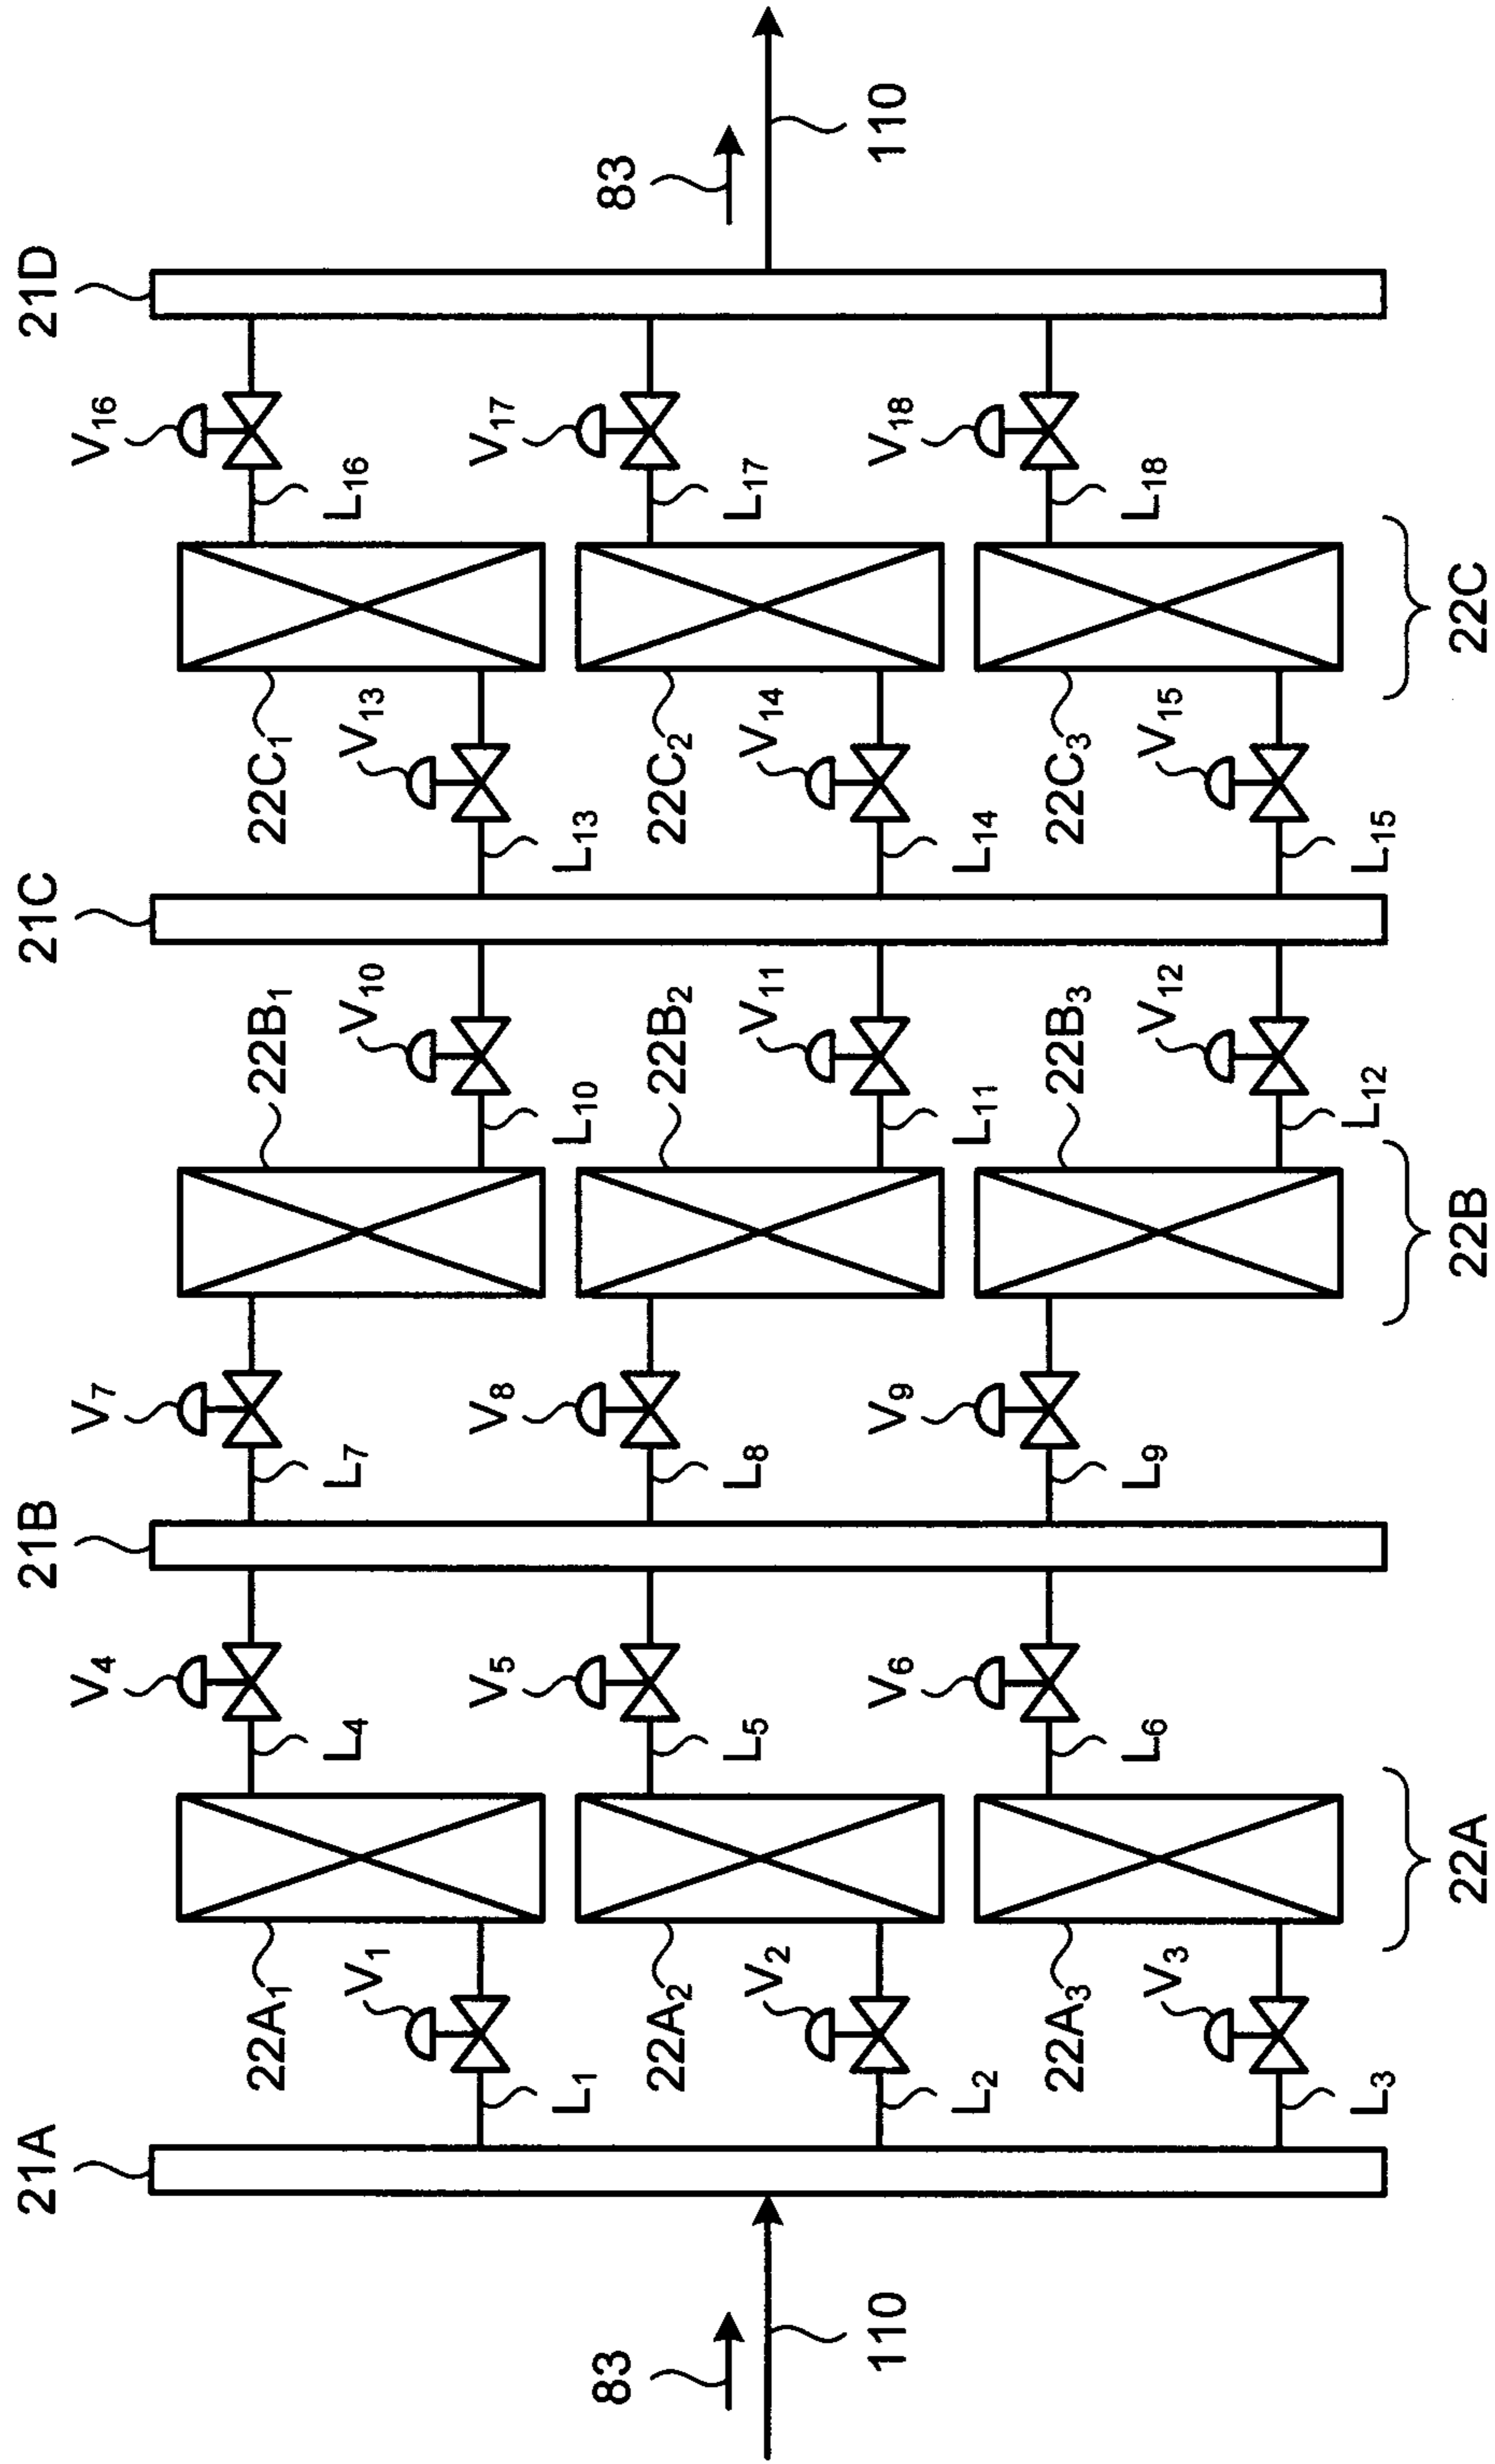 21A
21B
21C
21D
V₄
V₇
V₁₆
L₄
L₇
L₁₆
22A₁
V₁
22B₁
V₁₀
22C₁
V₁₃
L₁
L₁₀
L₁₃
V₅
V₈
V₁₇
83
83
L₅
L₈
L₁₇
22A₂
V₂
22B₂
V₁₁
22C₂
V₁₄
110
110
L₂
L₁₁
L₁₄
V₆
V₉
V₁₈
L₆
L₉
L₁₈
22A₃
V₃
22B₃
V₁₂
22C₃
V₁₅
L₃
L₁₂
L₁₅
22A
22B
22C